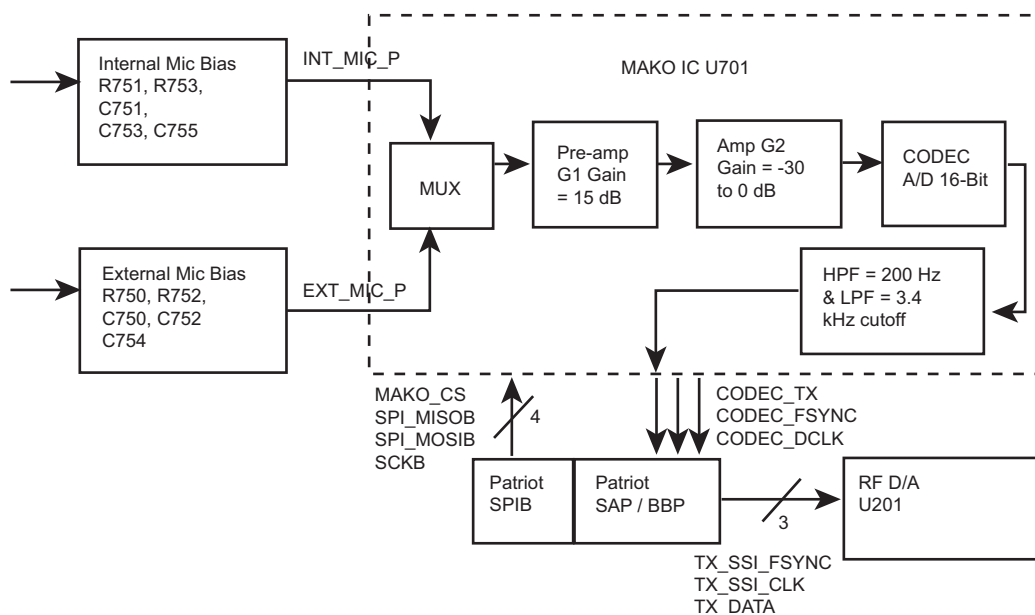 Internal Mic Bias
R751, R753,
C751,
C753, C755
INT_MIC_P
MAKO IC U701
MUX
Pre-amp
G1 Gain
= 15 dB
Amp G2
Gain = -30
to 0 dB
CODEC
A/D 16-Bit
External Mic Bias
R750, R752,
C750, C752
C754
EXT_MIC_P
HPF = 200 Hz
& LPF = 3.4
kHz cutoff
MAKO_CS
SPI_MISOB
SPI_MOSIB
SCKB
4
CODEC_TX
CODEC_FSYNC
CODEC_DCLK
Patriot
SPIB
Patriot
SAP / BBP
3
RF D/A
U201
TX_SSI_FSYNC
TX_SSI_CLK
TX_DATA